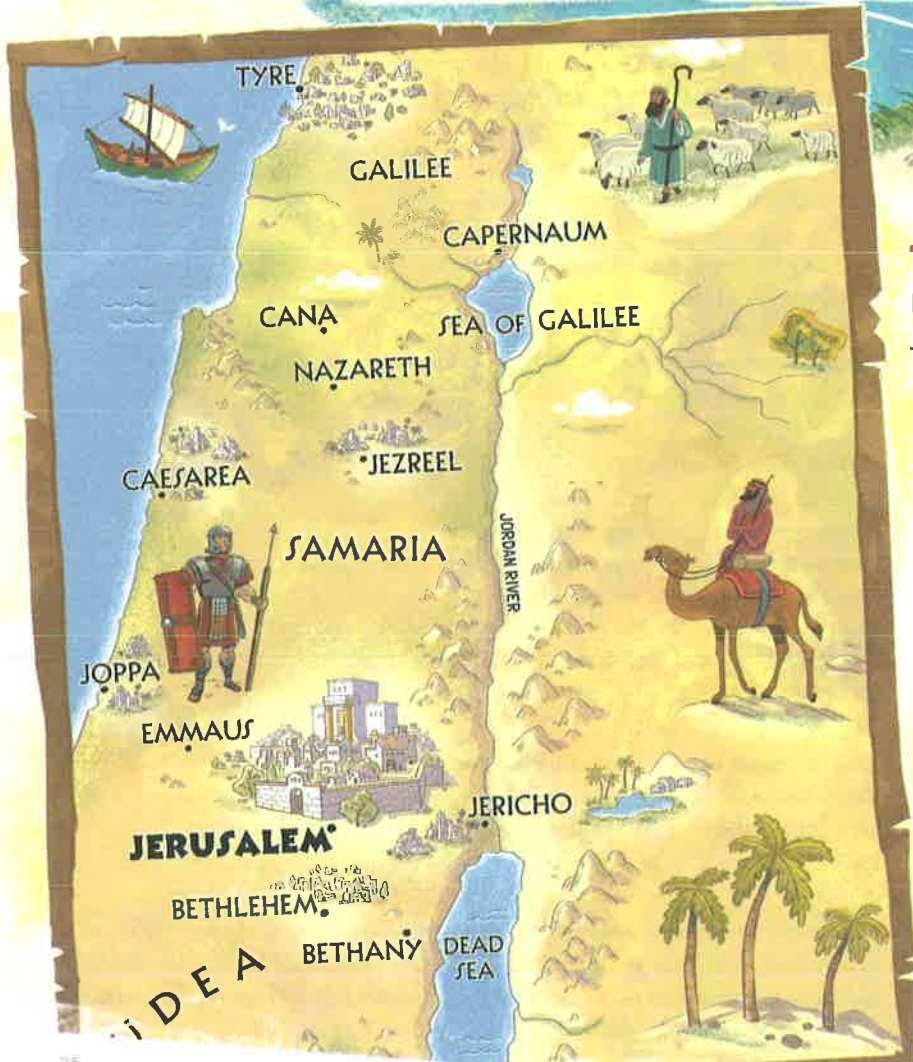 TYRE
GALILEE
CAPERNAUM
CANA
SEA OF GALILEE
NAZARETH
JEZREEL
CAESAREA
SAMARIA
JORDAN RIVER
JOPPA
EMMAUS
JERICHO
JERUSALEM
BETHLEHEM
BETHANY
DEAD
SEA
DEA